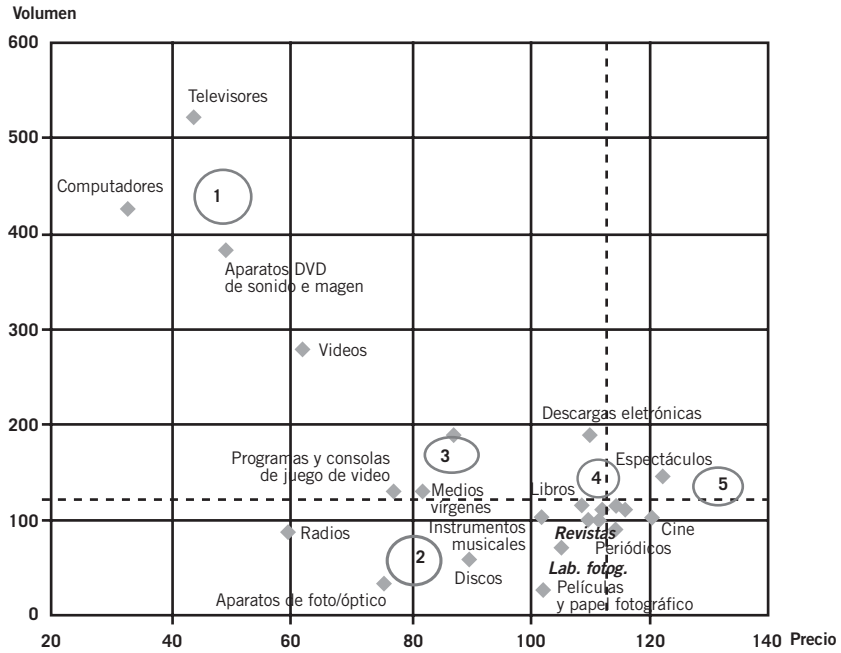 Volumen
600
Televisores
500
Computadores
1
400
Aparatos DVD
de sonido e magen
300
Videos
200
Descargas eletrónicas
Programas y consolas
de juego de video
3
4
Espectáculos
5
Medios
vírgenes
Libros
100
Radios
Instrumentos
musicales
Revistas
Cine
Periódicos
2
Discos
Lab. fotog.
Aparatos de foto/óptico
Películas
y papel fotográfico
0
20
40
60
80
100
120
140
Precio